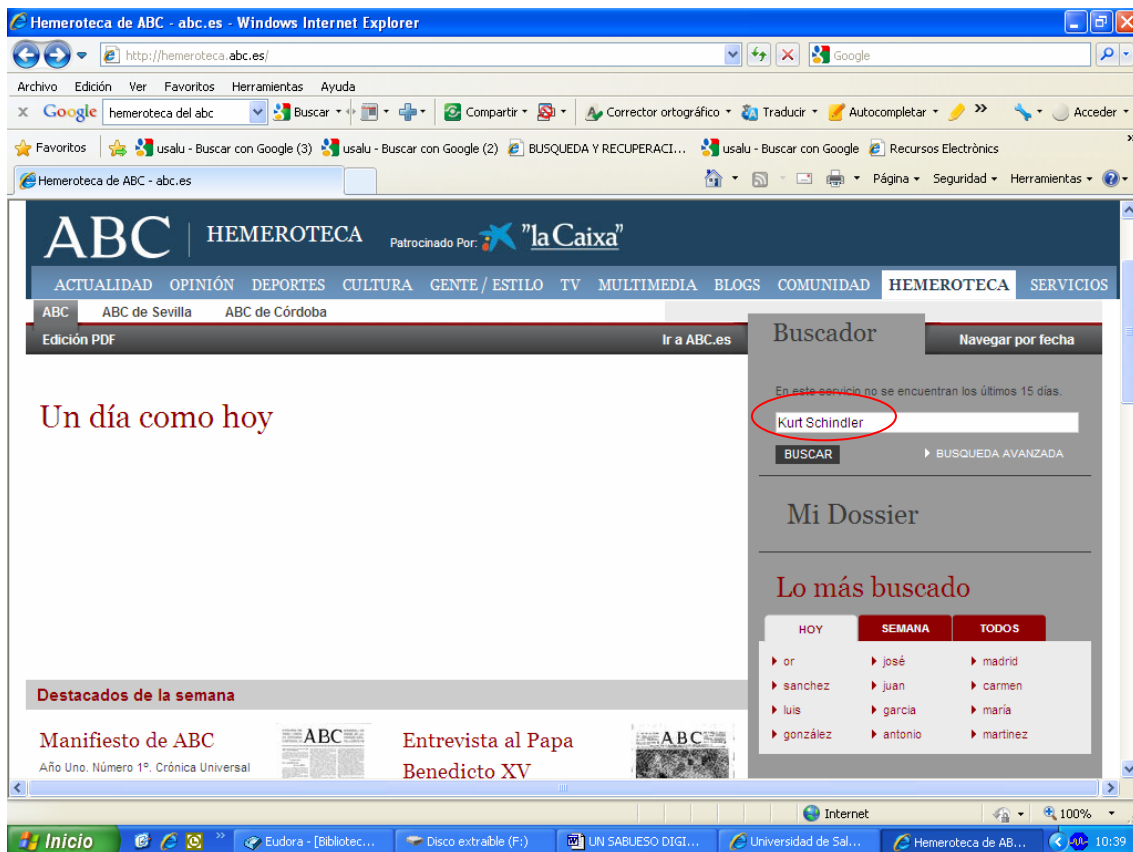 Hemeroteca de ABC - abc.es - Windows Internet Explorer
http://hemeroteca.abc.es/
Google
Archivo Edición Ver Favoritos Herramientas Ayuda
x Google hemeroteca del abc Buscar Compartir Corrector ortográfico Traducir Autocompletar » Acceder
Favoritos usalu - Buscar con Google (3) usalu - Buscar con Google (2) BUSQUEDA Y RECUPERACI... usalu - Buscar con Google Recursos Electrònics »
Hemeroteca de ABC - abc.es Página Seguridad Herramientas
ABC HEMEROTECA Patrocinado Por: "la Caixa"
ACTUALIDAD OPINIÓN DEPORTES CULTURA GENTE / ESTILO TV MULTIMEDIA BLOGS COMUNIDAD HEMEROTECA SERVICIOS
ABC ABC de Sevilla ABC de Córdoba
Edición PDF Ir a ABC.es Buscador Navegar por fecha
En este servicio no se encuentran los últimos 15 días.
Un día como hoy
Kurt Schindler
BUSCAR BUSQUEDA AVANZADA
Mi Dossier
Lo más buscado
HOY SEMANA TODOS
or josé madrid
sanchez juan carmen
luis garcia maría
gonzález antonio martinez
Destacados de la semana
Manifiesto de ABC
Año Uno. Número 1º. Crónica Universal
ABC
Entrevista al Papa
Benedicto XV
ABC
Internet 100%
Inicio » Eudora - [Bibliotec... Disco extraíble (F:) UN SABUESO DIGI... Universidad de Sal... Hemeroteca de AB... 10:39